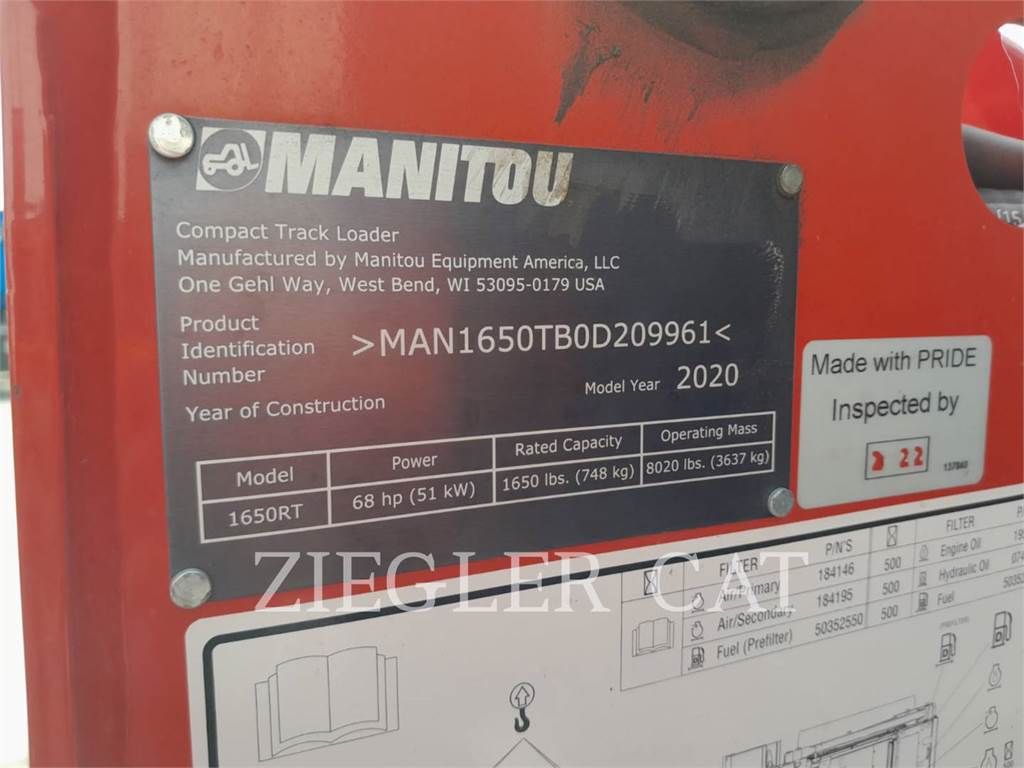 MANITOU
Compact Track Loader
Manufactured by Manitou Equipment America, LLC
One Gehl Way, West Bend, WI 53095-0179 USA
Product
Identification
Number
>MAN1650TB0D209961<
Model Year 2020
Year of Construction
Model Power Rated Capacity Operating Mass
1650RT 68 hp (51 kW) 1650 lbs. (748 kg) 8020 lbs. (3637 kg)
Made with PRIDE
Inspected by
22
137840
ZIEGLER CAT
FILTER P/N'S FILTER
Air/Primary 184146 500 Engine Oil
Air/Secondary 184195 500 Hydraulic Oil
Fuel (Prefilter) 50352550 500 Fuel
(PREFILTER)